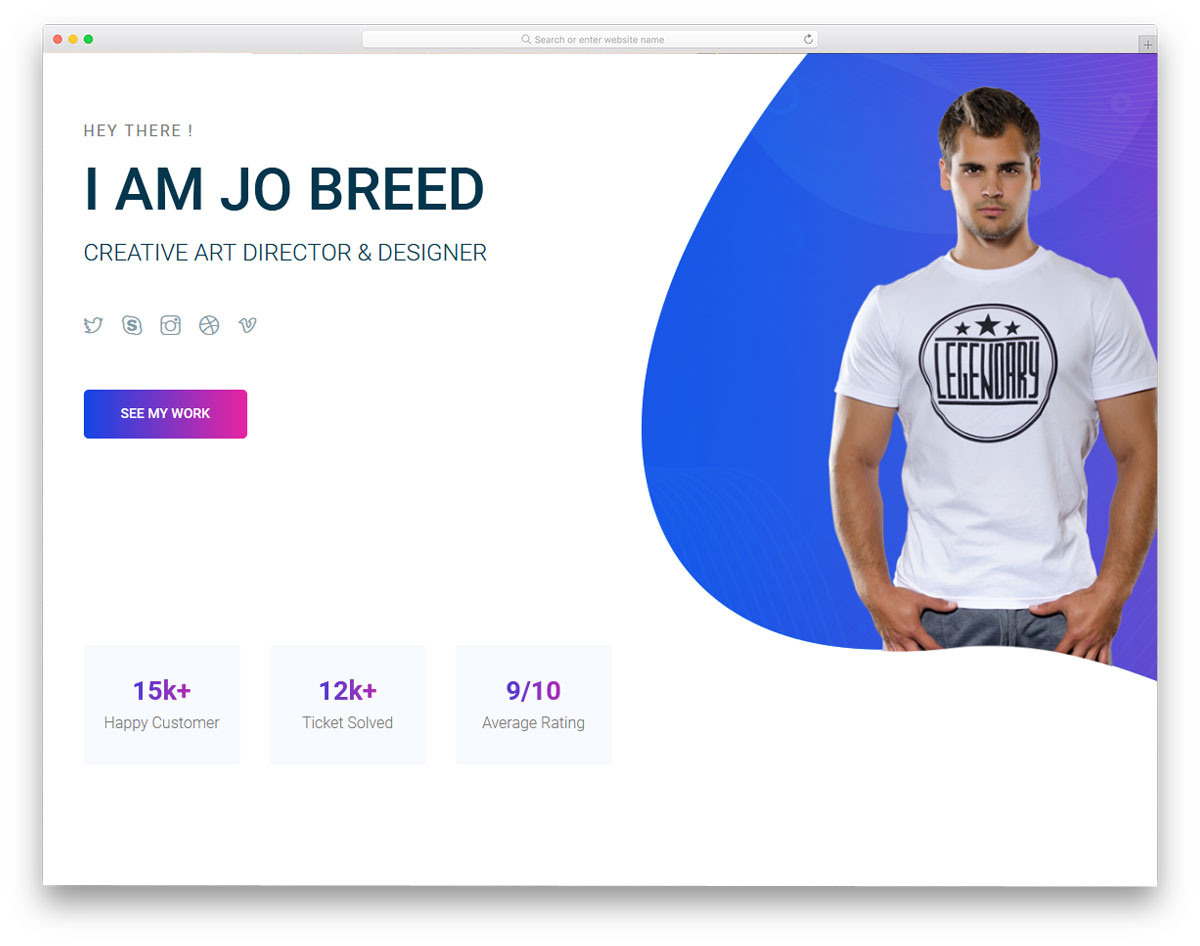 Search or enter website name
HEY THERE !
I AM JO BREED
CREATIVE ART DIRECTOR & DESIGNER
SEE MY WORK
LEGENDARY
15k+
Happy Customer
12k+
Ticket Solved
9/10
Average Rating